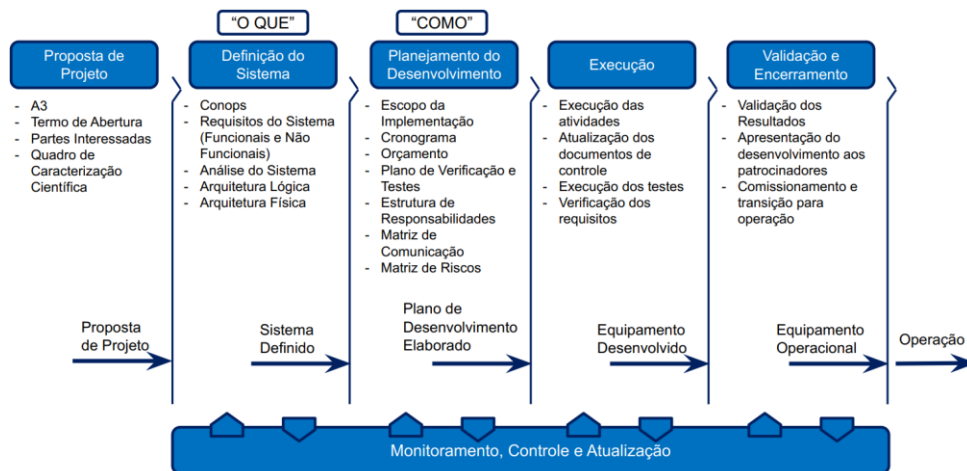 “O QUE”
“COMO”
Proposta de
Projeto
Definição do
Sistema
Planejamento do
Desenvolvimento
Execução
Validação e
Encerramento
- A3
- Termo de Abertura
- Partes Interessadas
- Quadro de
Caracterização
Científica
- Conops
- Requisitos do Sistema
(Funcionais e Não
Funcionais)
- Análise do Sistema
- Arquitetura Lógica
- Arquitetura Física
- Escopo da
Implementação
- Cronograma
- Orçamento
- Plano de Verificação e
Testes
- Estrutura de
Responsabilidades
- Matriz de
Comunicação
- Matriz de Riscos
- Execução das
atividades
- Atualização dos
documentos de
controle
- Execução dos testes
- Verificação dos
requisitos
- Validação dos
Resultados
- Apresentação do
desenvolvimento aos
patrocinadores
- Comissionamento e
transição para
operação
Proposta
de Projeto
Sistema
Definido
Plano de
Desenvolvimento
Elaborado
Equipamento
Desenvolvido
Equipamento
Operacional
Operação
Monitoramento, Controle e Atualização